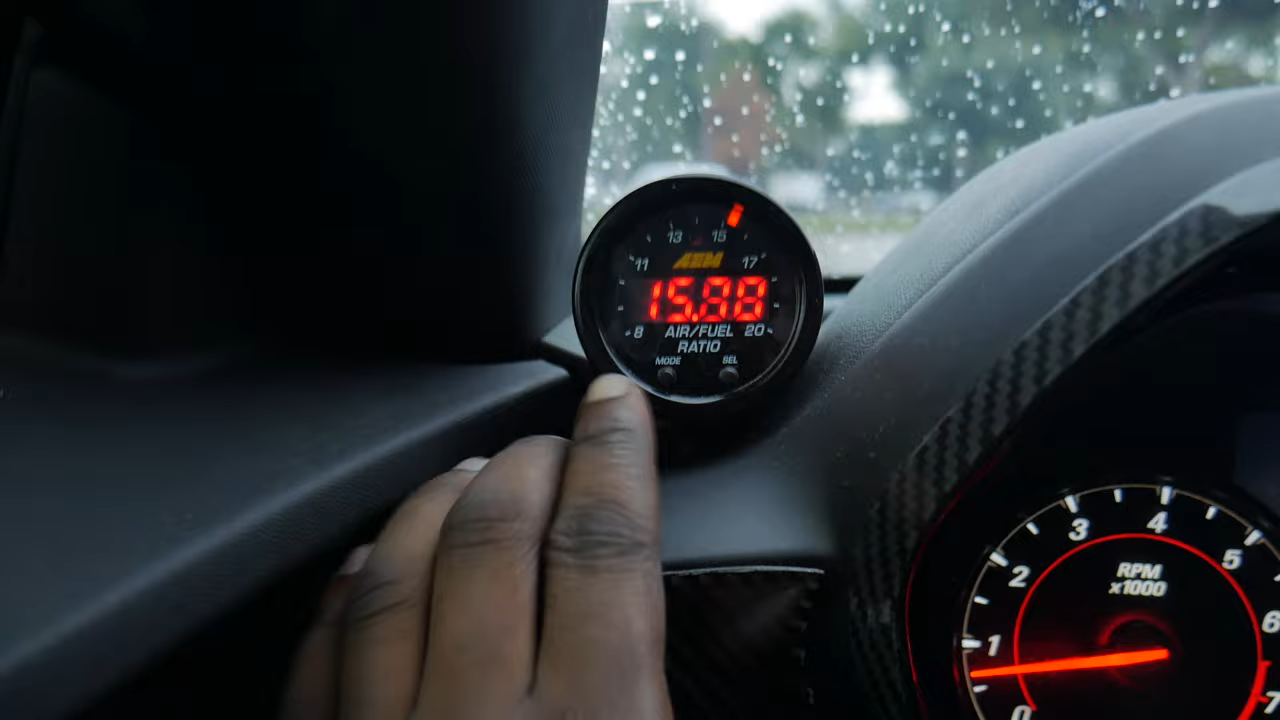 13 15
11 17
AEM
15.88
8 AIR/FUEL 20
RATIO
MODE SEL
3 4
5
RPM
x1000
2
6
1
7
0